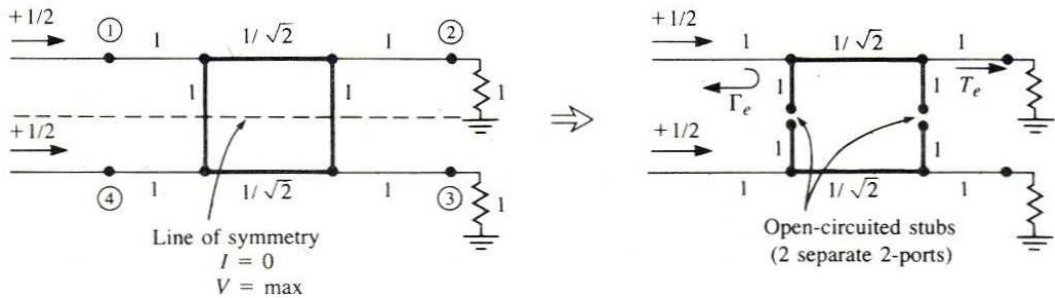 +1/2
① 1 1/√2 1 ②
1 1 1
+1/2
④ 1 1/√2 1 ③
1
Line of symmetry
I = 0
V = max
⇒
+1/2
1 1/√2 1
Γe 1 1 Te 1
+1/2
1 1
1 1/√2 1
1
Open-circuited stubs
(2 separate 2-ports)